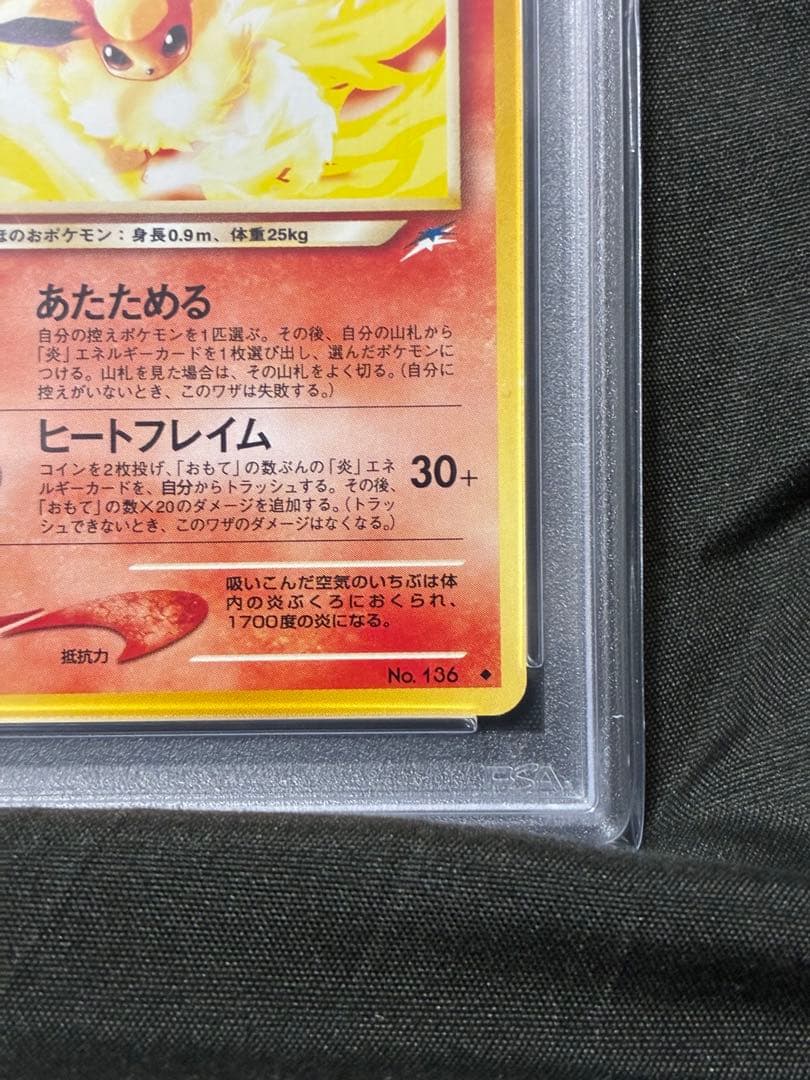 ほのおポケモン：身長0.9m、体重25kg
あたためる
自分の控えポケモンを1匹選ぶ。その後、自分の山札から
「炎」エネルギーカードを1枚選び出し、選んだポケモンに
つける。山札を見た場合は、その山札をよく切る。（自分に
控えがいないとき、このワザは失敗する。）
ヒートフレイム
コインを2枚投げ、「おもて」の数ぶんの「炎」エネ
ルギーカードを、自分からトラッシュする。その後、
「おもて」の数×20のダメージを追加する。（トラッ
シュできないとき、このワザのダメージはなくなる。）
30+
吸いこんだ空気のいちぶは体
内の炎ぶくろにおくられ、
1700度の炎になる。
抵抗力
No. 136 ◆
PSA